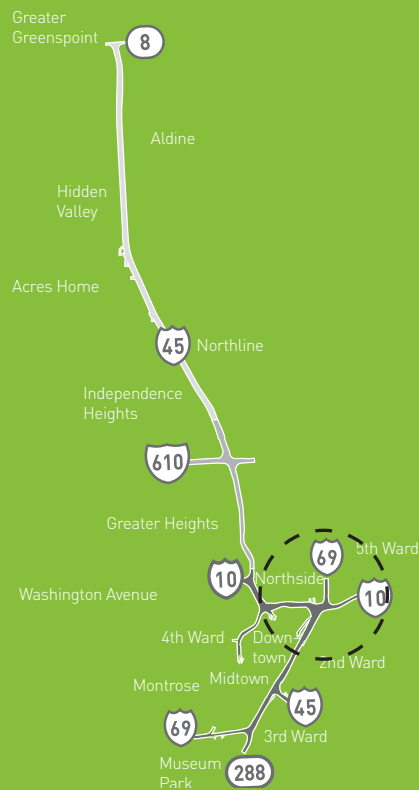 Greater
Greenspoint
8
Aldine
Hidden
Valley
Acres Home
45
Northline
Independence
Heights
610
Greater Heights
69
5th Ward
10
Northside
Washington Avenue
10
4th Ward
Down
town
2nd Ward
Midtown
Montrose
45
69
3rd Ward
Museum
Park
288